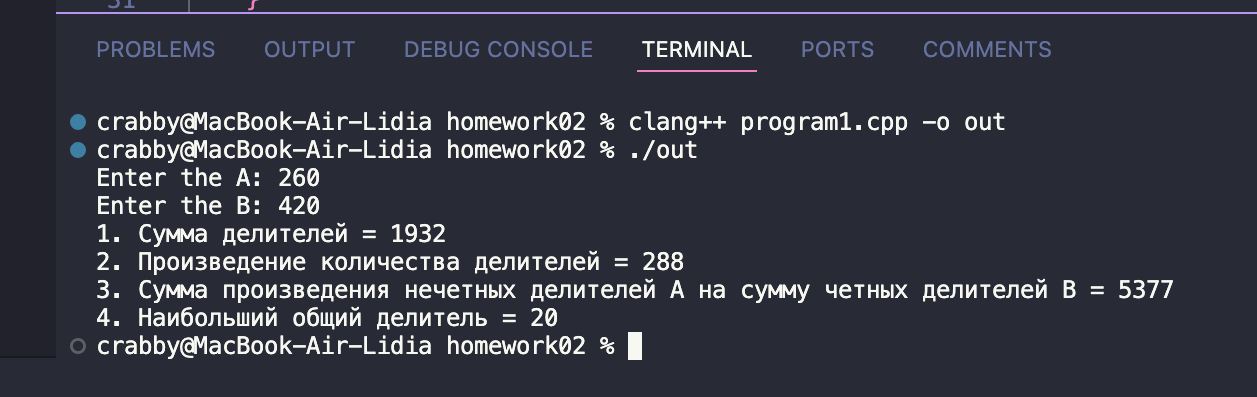 31 }
PROBLEMS OUTPUT DEBUG CONSOLE TERMINAL PORTS COMMENTS
crabby@MacBook-Air-Lidia homework02 % clang++ program1.cpp -o out
crabby@MacBook-Air-Lidia homework02 % ./out
Enter the A: 260
Enter the B: 420
1. Сумма делителей = 1932
2. Произведение количества делителей = 288
3. Сумма произведения нечетных делителей A на сумму четных делителей B = 5377
4. Наибольший общий делитель = 20
crabby@MacBook-Air-Lidia homework02 %